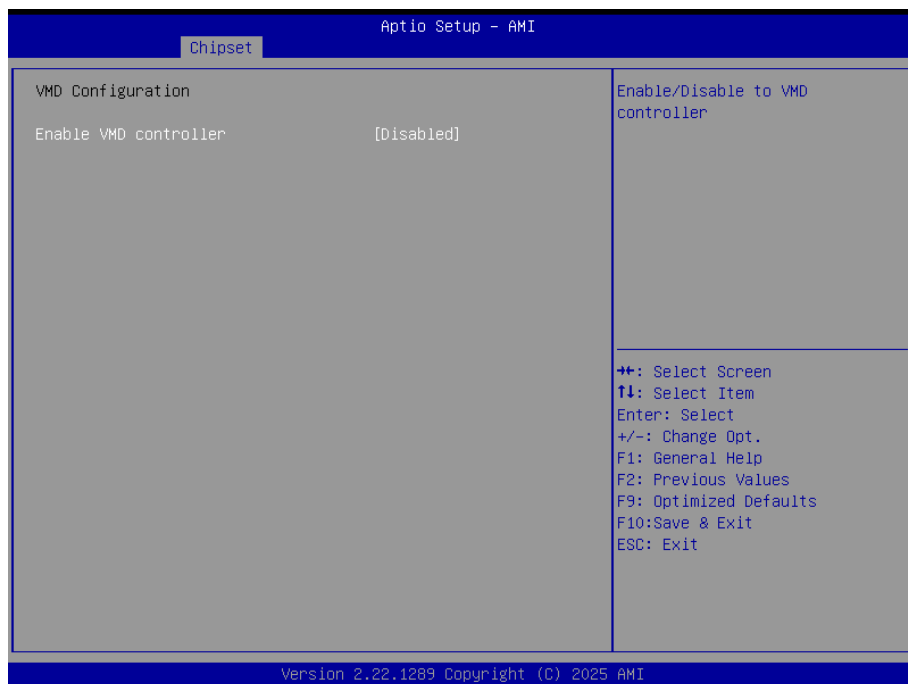 Aptio Setup – AMI
Chipset
VMD Configuration
Enable VMD controller [Disabled]
Enable/Disable to VMD
controller
→←: Select Screen
↑↓: Select Item
Enter: Select
+/-: Change Opt.
F1: General Help
F2: Previous Values
F9: Optimized Defaults
F10:Save & Exit
ESC: Exit
Version 2.22.1289 Copyright (C) 2025 AMI